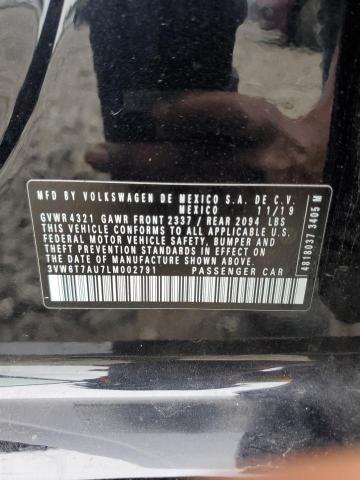 MFD BY VOLKSWAGEN DE MEXICO S.A. DE C.V.
MEXICO 11/19
GVWR 4321 GAWR FRONT 2337 / REAR 2094 LBS
THIS VEHICLE CONFORMS TO ALL APPLICABLE U.S.
FEDERAL MOTOR VEHICLE SAFETY, BUMPER AND
THEFT PREVENTION STANDARDS IN EFFECT ON THE
DATE OF MANUFACTURE SHOWN ABOVE.
3VW6T7AU7LM002791 PASSENGER CAR
4818037 3405 M